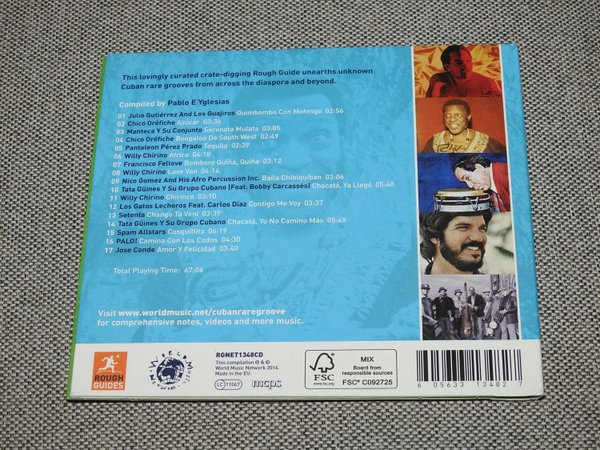 This lovingly curated crate-digging Rough Guide unearths unknown
Cuban rare grooves from across the diaspora and beyond.
Compiled by Pablo E Yglesias
01 Julio Gutiérrez And Los Guajiros Quimbombo Con Mofongo 02:56
02 Chico Oréfiche Azúcar 03:36
03 Manteca Y Su Conjunto Serenata Mulata 03:05
04 Chico Oréfiche Boogaloo De South West 02:49
05 Pantaleon Pérez Prado Tequila 02:39
06 Willy Chirino Africa 04:18
07 Francisco Fellove Bomboro Quiña, Quiña 03:12
08 Willy Chirino Love Van 04:16
09 Nico Gomez And His Afro Percussion Inc. Baila Chibiquiban 03:06
10 Tata Güines Y Su Grupo Cubano (Feat. Bobby Carcassés) Chacatá, Ya Llegó 05:40
11 Willy Chirino Chirinco 03:10
12 Los Gatos Lecheros Feat. Carlos Díaz Contigo Me Voy 03:37
13 Setenta Chango Ta Veni 03:39
14 Tata Güines Y Su Grupo Cubano Chacatá, Yo No Camino Más 05:49
15 Spam Allstars Cosquillita 06:19
16 PALO! Camina Con Los Codos 04:30
17 Jose Conde Amor Y Felicidad 03:40
Total Playing Time: 67:06
Visit www.worldmusic.net/cubanraregroove
for comprehensive notes, videos and more music.
ROUGH
GUIDES
RGNET1348CD
This compilation ℗ & ©
World Music Network 2016.
Made in the EU.
LC 11067
mcps
FSC
www.fsc.org
MIX
Board from
responsible sources
FSC® C092725
6 05633 13482 7